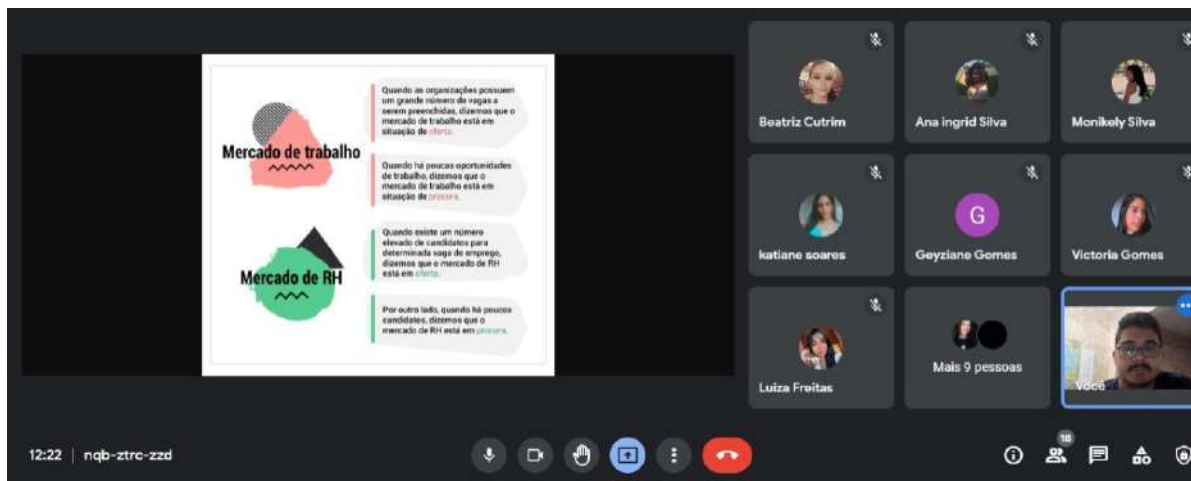 Mercado de trabalho
Quando as organizações possuem
um grande número de vagas a
serem preenchidas, dizemos que o
mercado de trabalho está em
situação de oferta.
Quando há poucas oportunidades
de trabalho, dizemos que o
mercado de trabalho está em
situação de procura.
Mercado de RH
Quando existe um número
elevado de candidatos para
determinada vaga de emprego,
dizemos que o mercado de RH
está em oferta.
Por outro lado, quando há poucos
candidatos, dizemos que o
mercado de RH está em procura.
Beatriz Cutrim
Ana ingrid Silva
Monikely Silva
katiane soares
G
Geyziane Gomes
Victoria Gomes
Luiza Freitas
Mais 9 pessoas
Você
12:22 | nqb-ztrc-zzd
18